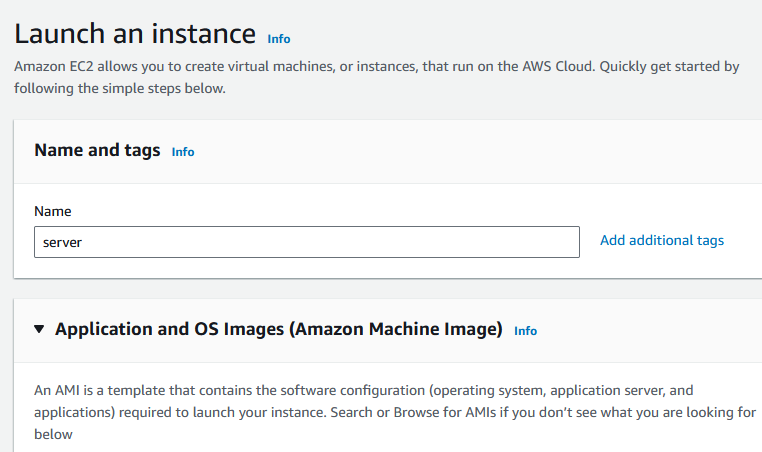 Launch an instance Info
Amazon EC2 allows you to create virtual machines, or instances, that run on the AWS Cloud. Quickly get started by
following the simple steps below.
Name and tags Info
Name
server
Add additional tags
Application and OS Images (Amazon Machine Image) Info
An AMI is a template that contains the software configuration (operating system, application server, and
applications) required to launch your instance. Search or Browse for AMIs if you don’t see what you are looking for
below